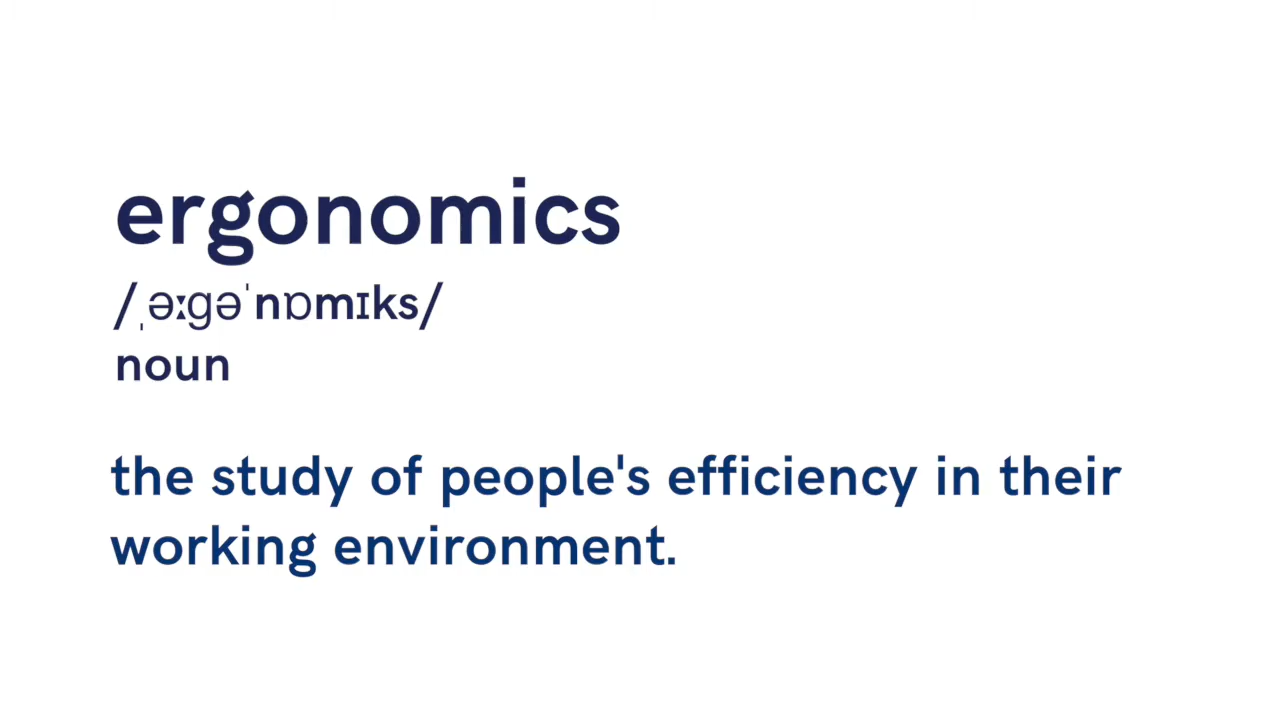 ergonomics
/ˌəːɡəˈnɒmɪks/
noun
the study of people's efficiency in their
working environment.